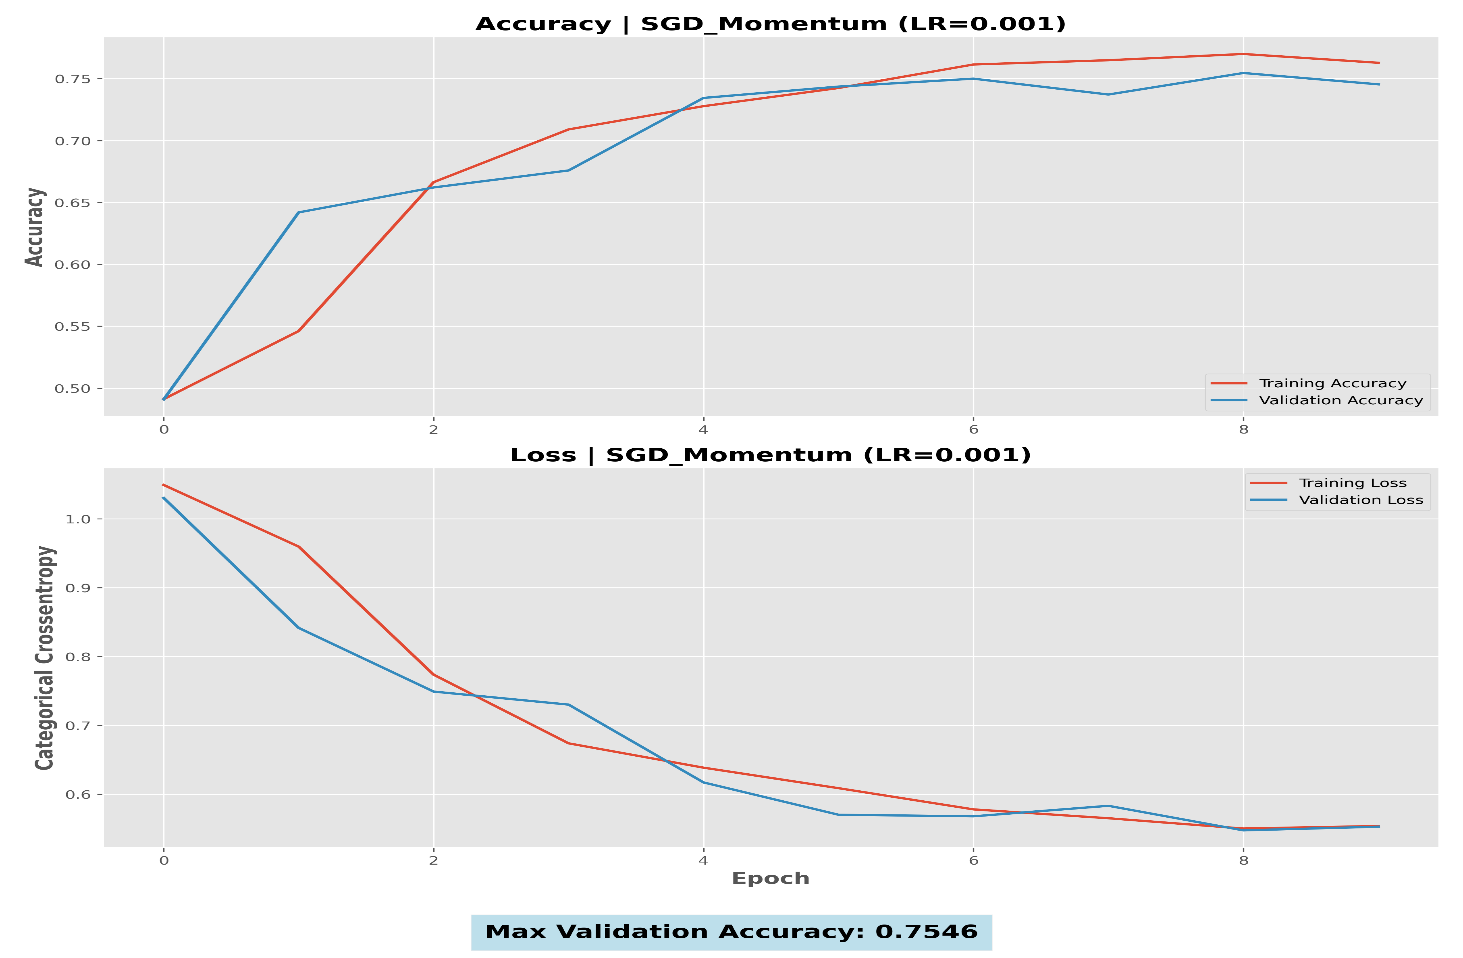 Accuracy | SGD_Momentum (LR=0.001)
Accuracy
0.75
0.70
0.65
0.60
0.55
0.50
Training Accuracy
Validation Accuracy
0 2 4 6 8
Loss | SGD_Momentum (LR=0.001)
Categorical Crossentropy
Training Loss
Validation Loss
1.0
0.9
0.8
0.7
0.6
0 2 4 6 8
Epoch
Max Validation Accuracy: 0.7546